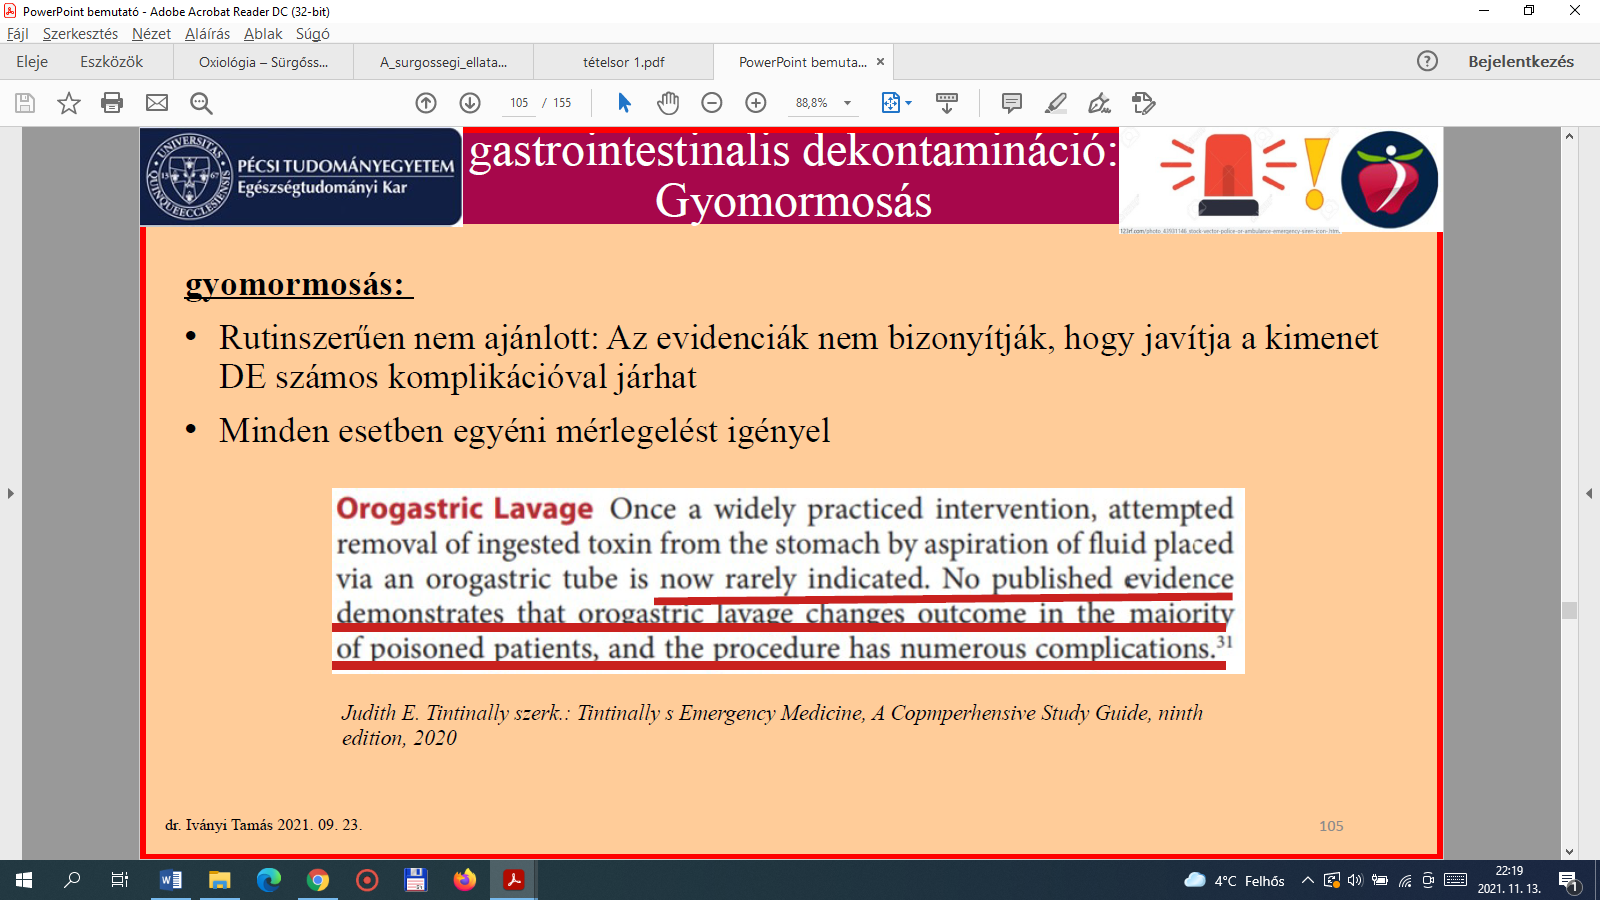 PowerPoint bemutató - Adobe Acrobat Reader DC (32-bit)
Fájl Szerkesztés Nézet Aláírás Ablak Súgó
Eleje Eszközök Oxiológia – Sürgőss... A_surgossegi_ellata... tételsor 1.pdf PowerPoint bemuta... Bejelentkezés
105 / 155 88,8%
PÉCSI TUDOMÁNYEGYETEM
Egészségtudományi Kar
gastrointestinalis dekontamináció:
Gyomormosás
gyomormosás:
• Rutinszerűen nem ajánlott: Az evidenciák nem bizonyítják, hogy javítja a kimenet
DE számos komplikációval járhat
• Minden esetben egyéni mérlegelést igényel
Orogastric Lavage Once a widely practiced intervention, attempted
removal of ingested toxin from the stomach by aspiration of fluid placed
via an orogastric tube is now rarely indicated. No published evidence
demonstrates that orogastric lavage changes outcome in the majority
of poisoned patients, and the procedure has numerous complications.31
Judith E. Tintinally szerk.: Tintinally s Emergency Medicine, A Copmperhensive Study Guide, ninth
edition, 2020
dr. Iványi Tamás 2021. 09. 23.
105
4°C Felhős
22:19
2021. 11. 13.
1